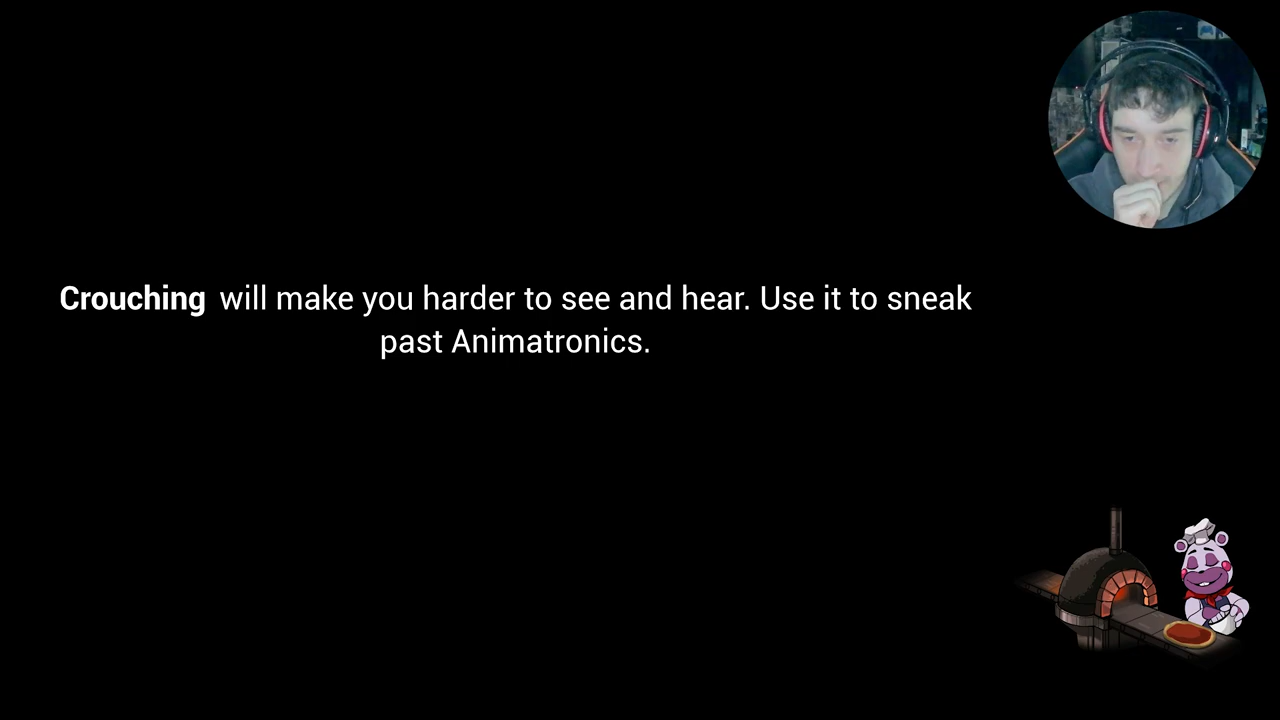 Crouching will make you harder to see and hear. Use it to sneak
past Animatronics.